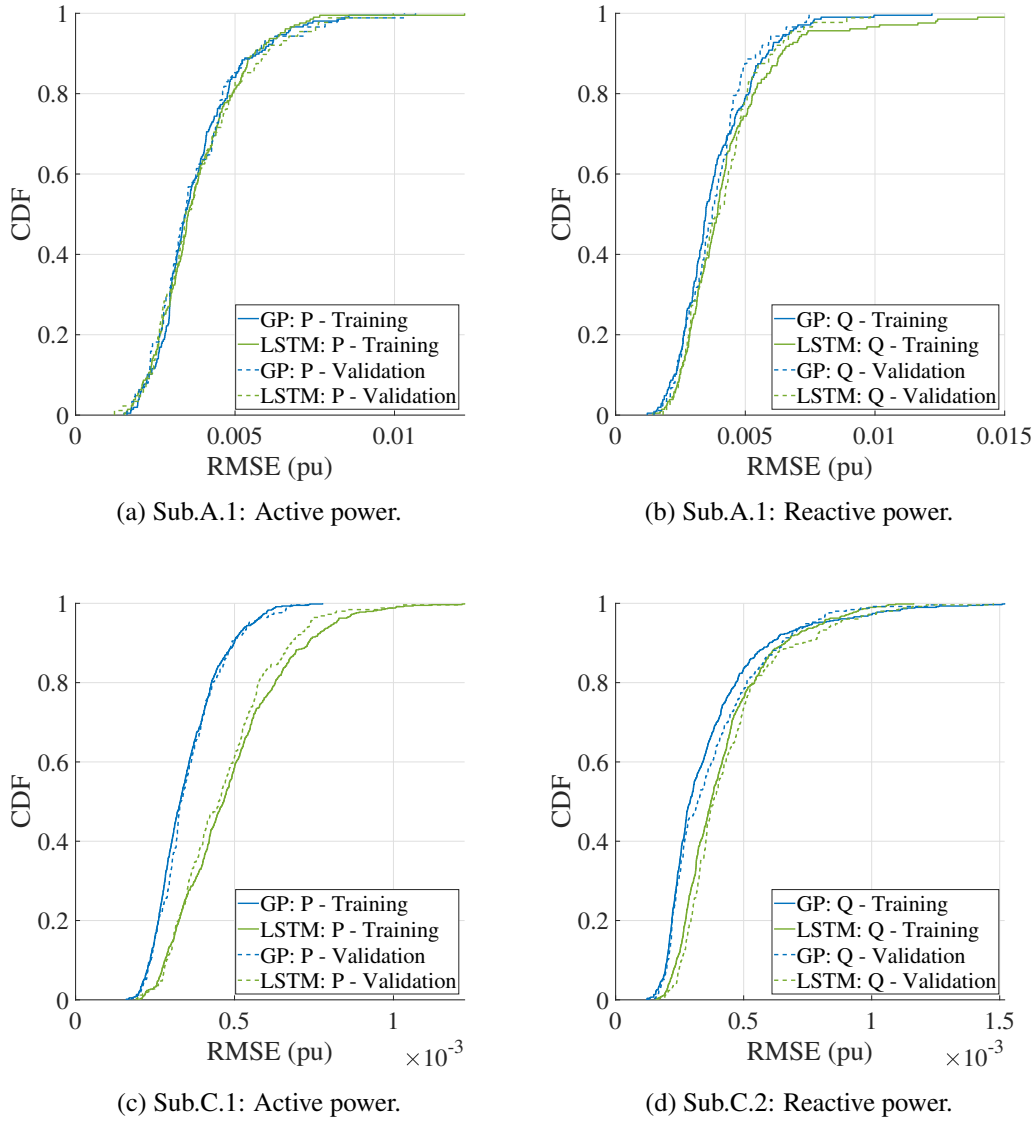 1
0.8
0.6
0.4
0.2
0
CDF
0
0.005
0.01
RMSE (pu)
GP: P - Training
LSTM: P - Training
GP: P - Validation
LSTM: P - Validation
(a) Sub.A.1: Active power.
1
0.8
0.6
0.4
0.2
0
CDF
0
0.005
0.01
0.015
RMSE (pu)
GP: Q - Training
LSTM: Q - Training
GP: Q - Validation
LSTM: Q - Validation
(b) Sub.A.1: Reactive power.
1
0.8
0.6
0.4
0.2
0
CDF
0
0.5
1
RMSE (pu)
×10-3
GP: P - Training
LSTM: P - Training
GP: P - Validation
LSTM: P - Validation
(c) Sub.C.1: Active power.
1
0.8
0.6
0.4
0.2
0
CDF
0
0.5
1
1.5
RMSE (pu)
×10-3
GP: Q - Training
LSTM: Q - Training
GP: Q - Validation
LSTM: Q - Validation
(d) Sub.C.2: Reactive power.